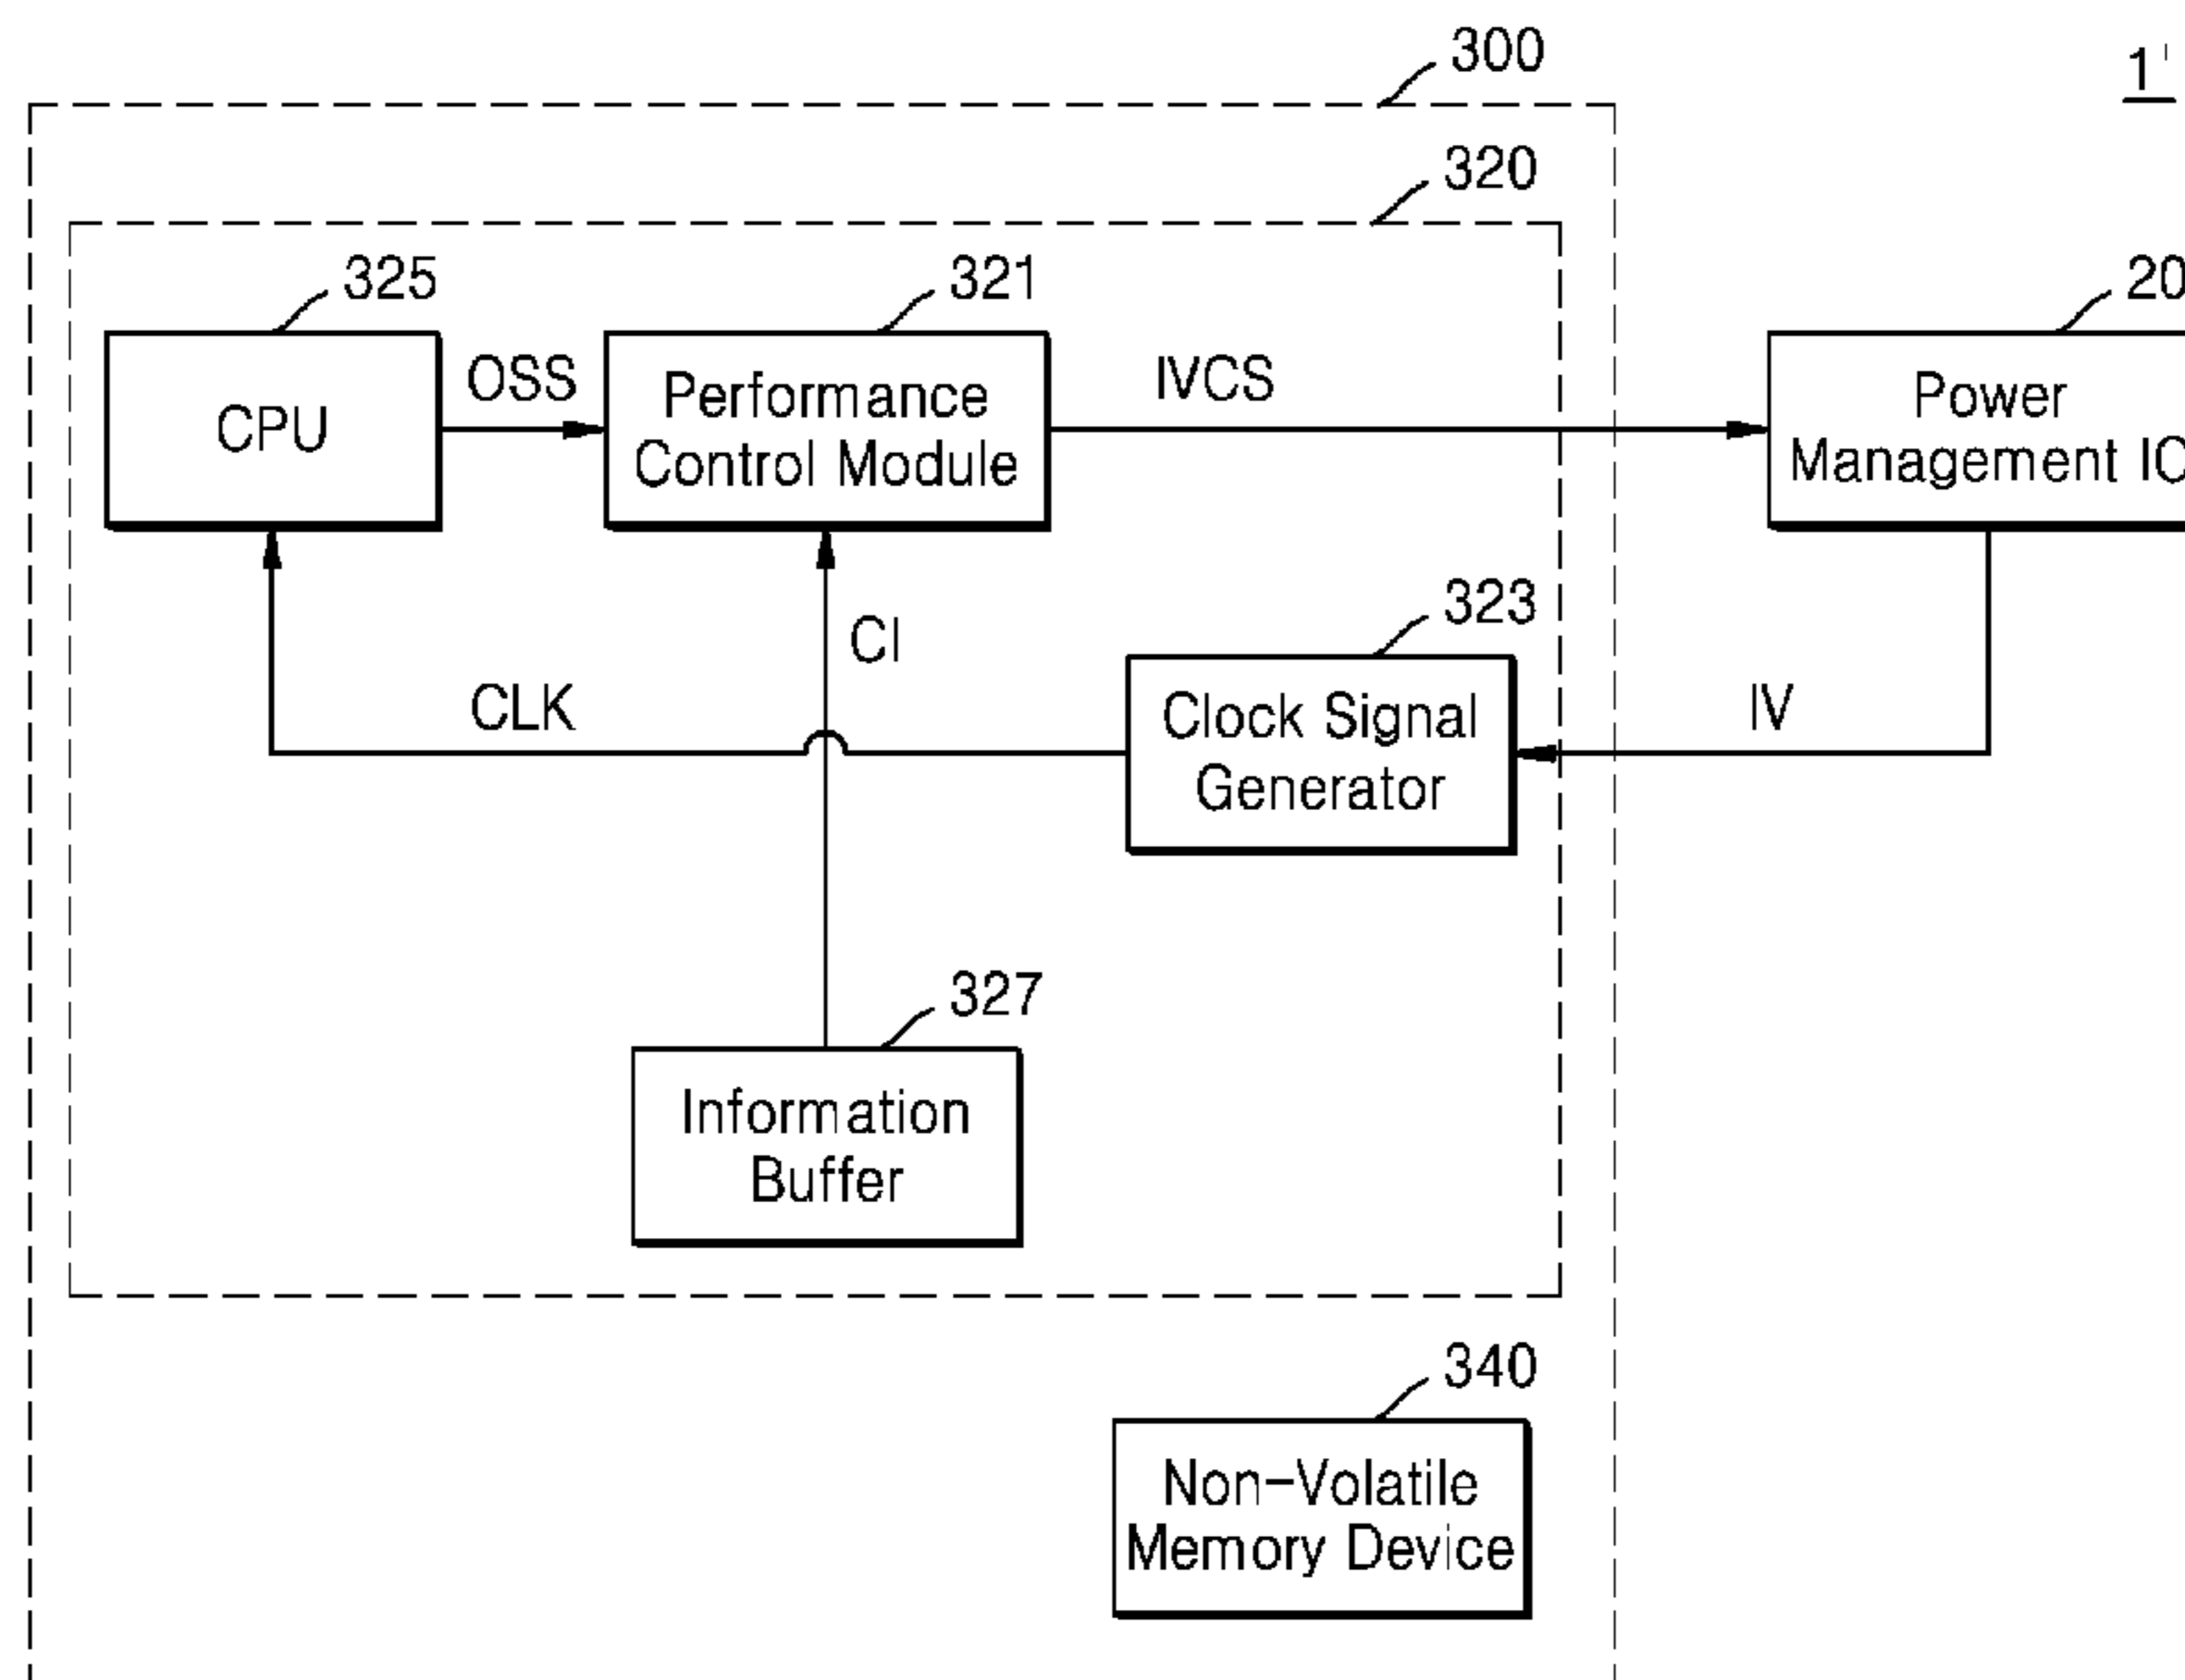 300
1'
320
325
321
20
OSS
IVCS
CPU
Performance
Control Module
Power
Management IC
323
CI
CLK
Clock Signal
Generator
IV
327
Information
Buffer
340
Non-Volatile
Memory Device